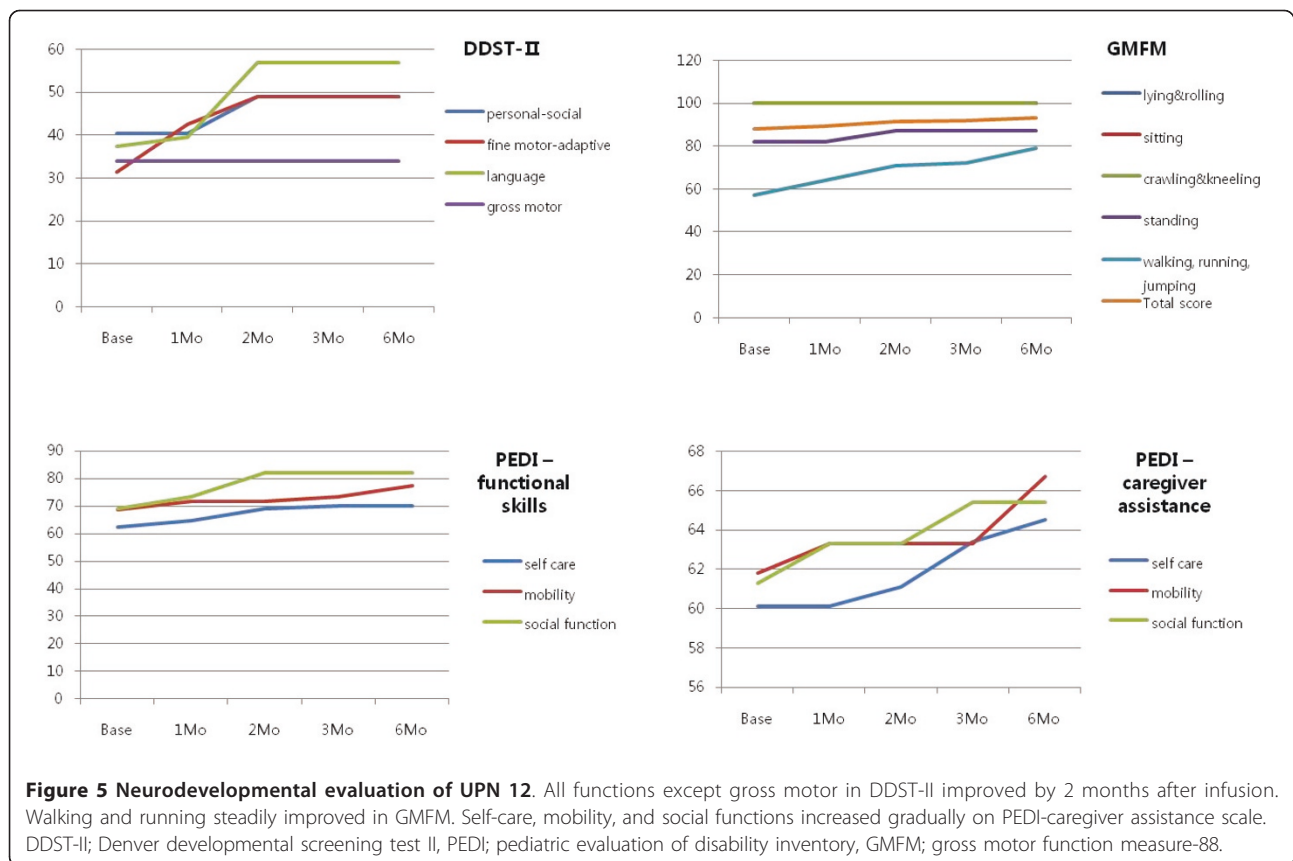 DDST-II
60
50
40
30
20
10
0
personal-social
fine motor-adaptive
language
gross motor
Base 1Mo 2Mo 3Mo 6Mo
GMFM
120
100
80
60
40
20
0
lying&rolling
sitting
crawling&kneeling
standing
walking, running,
jumping
Total score
Base 1Mo 2Mo 3Mo 6Mo
PEDI –
functional
skills
90
80
70
60
50
40
30
20
10
0
self care
mobility
social function
Base 1Mo 2Mo 3Mo 6Mo
PEDI –
caregiver
assistance
68
66
64
62
60
58
56
self care
mobility
social function
Base 1Mo 2Mo 3Mo 6Mo
Figure 5 Neurodevelopmental evaluation of UPN 12. All functions except gross motor in DDST-II improved by 2 months after infusion.
Walking and running steadily improved in GMFM. Self-care, mobility, and social functions increased gradually on PEDI-caregiver assistance scale.
DDST-II; Denver developmental screening test II, PEDI; pediatric evaluation of disability inventory, GMFM; gross motor function measure-88.